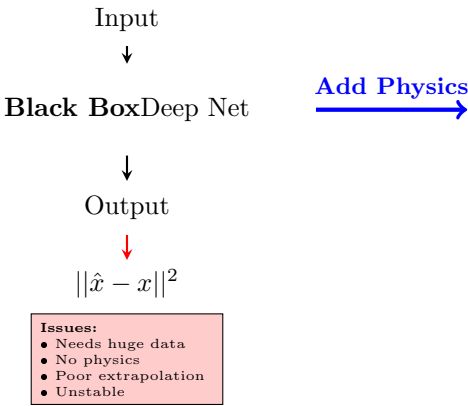 Input
Black BoxDeep Net
Add Physics
Output
||x̂ − x||²
Issues:
• Needs huge data
• No physics
• Poor extrapolation
• Unstable